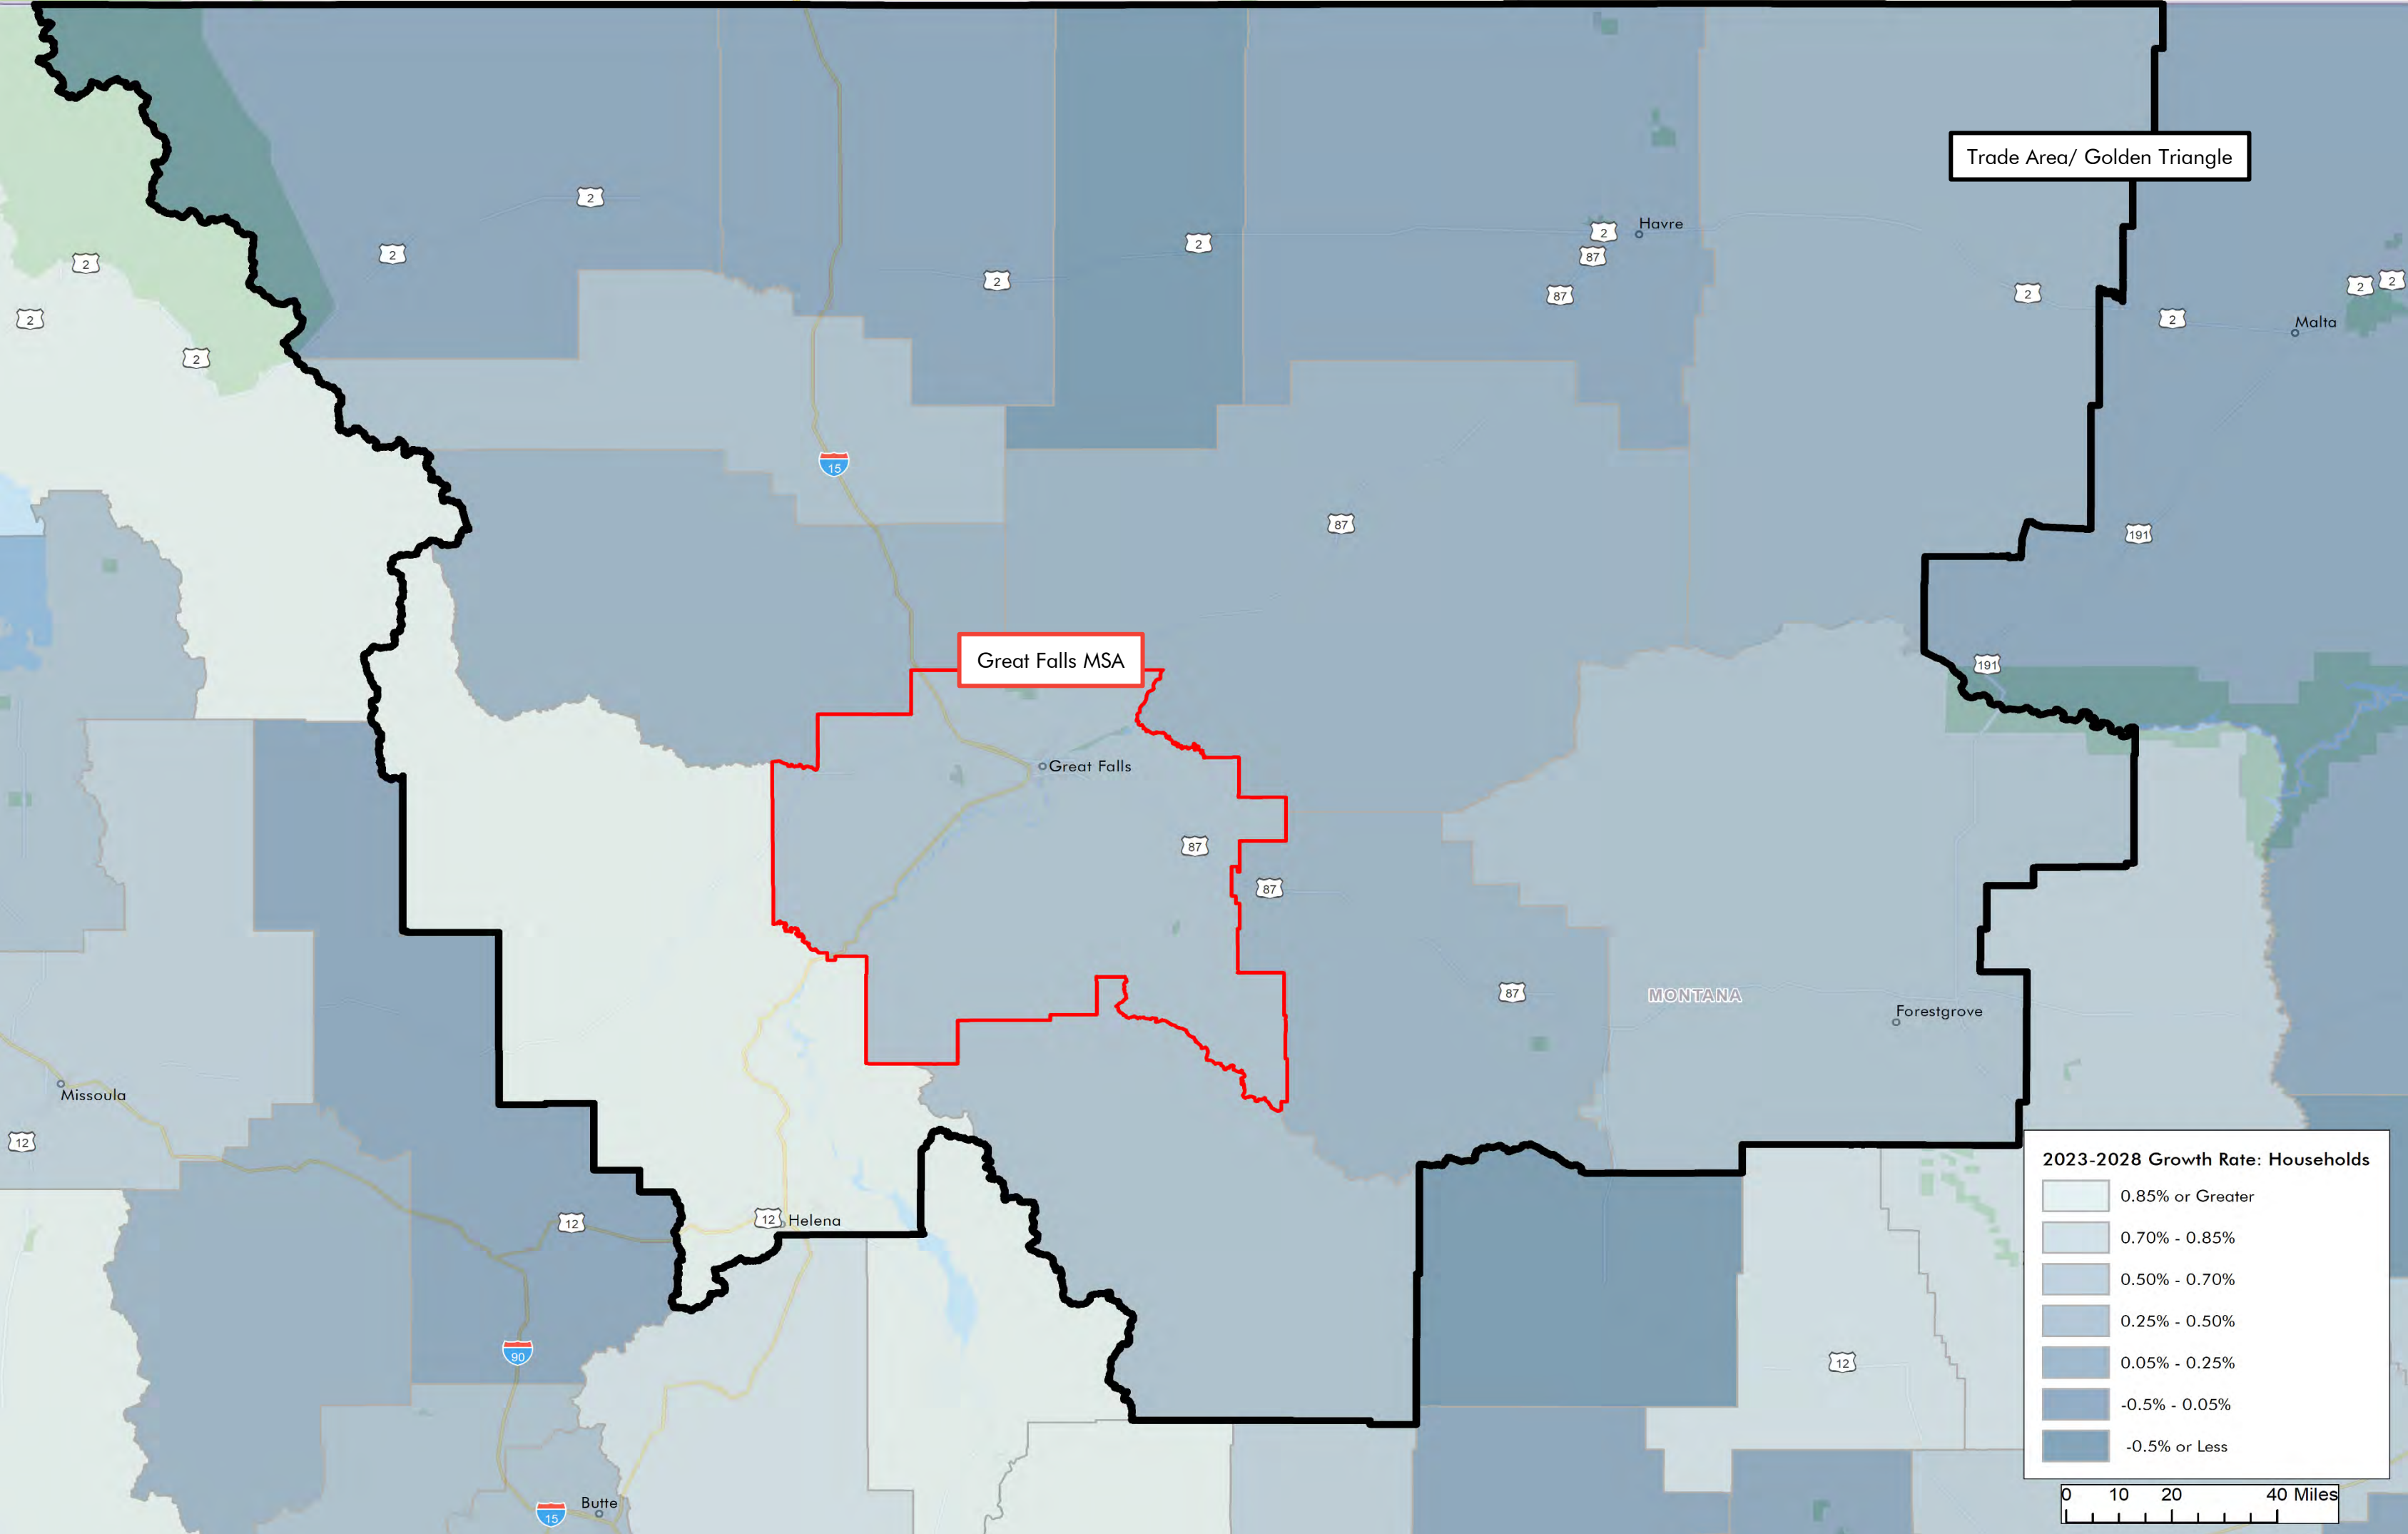 Trade Area/ Golden Triangle
2
Havre
2
2
87
2
2
2
2
2
87
2
2
2
2
Malta
2
15
87
191
Great Falls MSA
191
Great Falls
87
87
87
MONTANA
Forestgrove
Missoula
12
12
Helena
12
90
12
Butte
15
2023-2028 Growth Rate: Households
0.85% or Greater
0.70% - 0.85%
0.50% - 0.70%
0.25% - 0.50%
0.05% - 0.25%
-0.5% - 0.05%
-0.5% or Less
0 10 20 40 Miles